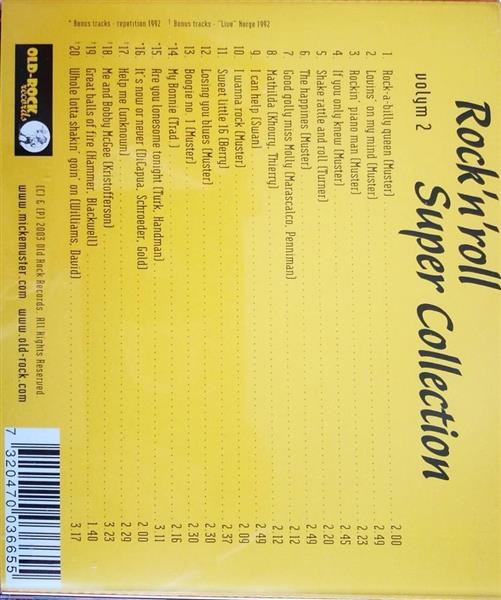 Rock'n'roll
Super Collection
volym 2
1 Rock-a-billy queen (Muster) 2.00
2 Lovins' on my mind (Muster) 2.49
3 Rockin' piano man (Muster) 2.23
4 If you only knew (Muster) 2.45
5 Shake rattle and roll (Turner) 2.20
6 The happines (Muster) 2.12
7 Good golly miss Molly (Marascalco, Penniman) 2.12
8 Mathilda (Khoury, Thierry) 2.12
9 I can help (Swan) 2.49
10 I wanna rock (Muster) 2.09
11 Sweet little 16 (Berry) 2.37
12 Losing you blues (Muster) 2.30
13 Boogie no. 1 (Muster) 2.30
*14 My Bonnie (Trad.) 2.16
*15 Are you lonesome tonight (Turk, Handman) 3.11
*16 It's now or never (DiCapua, Schroeder, Gold) 2.00
*17 Help me (unknown) 2.29
†18 Me and Bobby McGee (Kristofferson) 3.23
†19 Great balls of fire (Hammer, Blackwell) 1.40
†20 Whole lotta shakin' goin' on (Williams, David) 3.17
* Bonus tracks - repetition 1992 † Bonus tracks - "Live" Norge 1992
OLD-ROCK
records
(C) & (P) 2003 Old Rock Records. All Rights Reserved
www.mickemuster.com www.old-rock.com
7 320470 036655